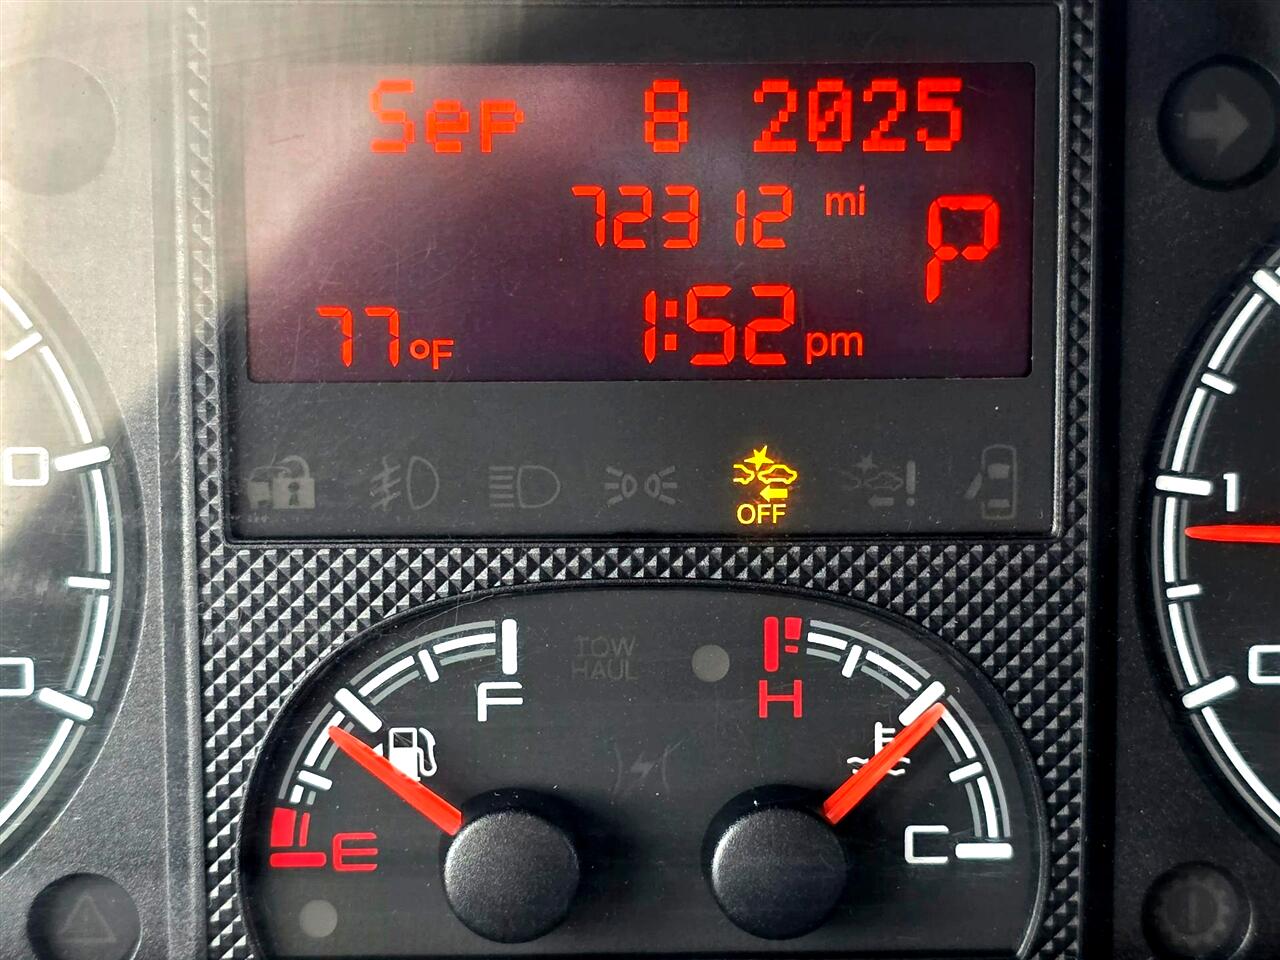 Sep 8 2025
72312 mi
P
77°F 1:52 pm
OFF
1
TOW
HAUL
F
H
E
C